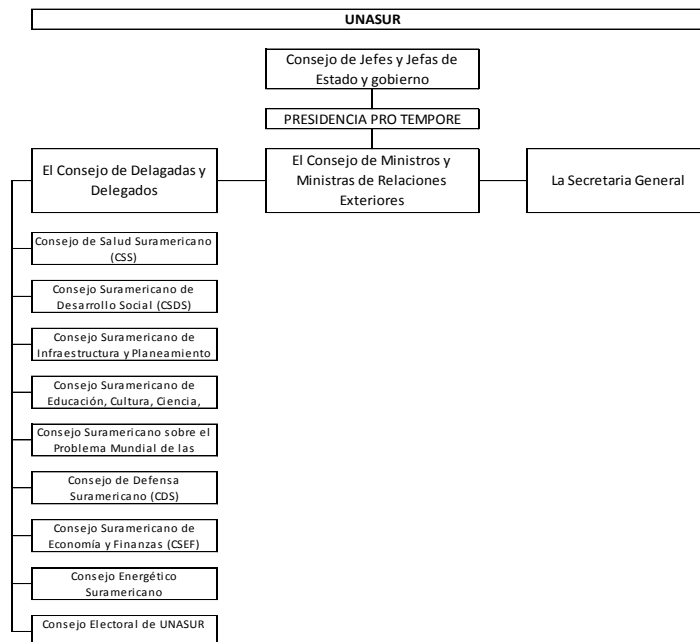 UNASUR
Consejo de Jefes y Jefas de
Estado y gobierno
PRESIDENCIA PRO TEMPORE
El Consejo de Delagadas y
Delegados
El Consejo de Ministros y
Ministras de Relaciones
Exteriores
La Secretaria General
Consejo de Salud Suramericano
(CSS)
Consejo Suramericano de
Desarrollo Social (CSDS)
Consejo Suramericano de
Infraestructura y Planeamiento
Consejo Suramericano de
Educación, Cultura, Ciencia,
Consejo Suramericano sobre el
Problema Mundial de las
Consejo de Defensa
Suramericano (CDS)
Consejo Suramericano de
Economía y Finanzas (CSEF)
Consejo Energético
Suramericano
Consejo Electoral de UNASUR